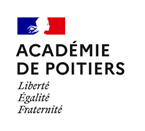 ACADÉMIE
DE POITIERS
Liberté
Égalité
Fraternité